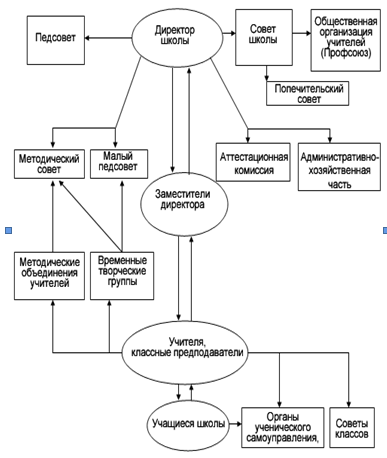 Педсовет
Директор
школы
Совет
школы
Общественная
организация
учителей
(Профсоюз)
Попечительский
совет
Методический
совет
Малый
педсовет
Аттестационная
комиссия
Административно-
хозяйственная
часть
Заместители
директора
Методические
объединения
учителей
Временные
творческие
группы
Учителя,
классные предподаватели
Учащиеся школы
Органы
ученического
самоуправления,
Советы
классов